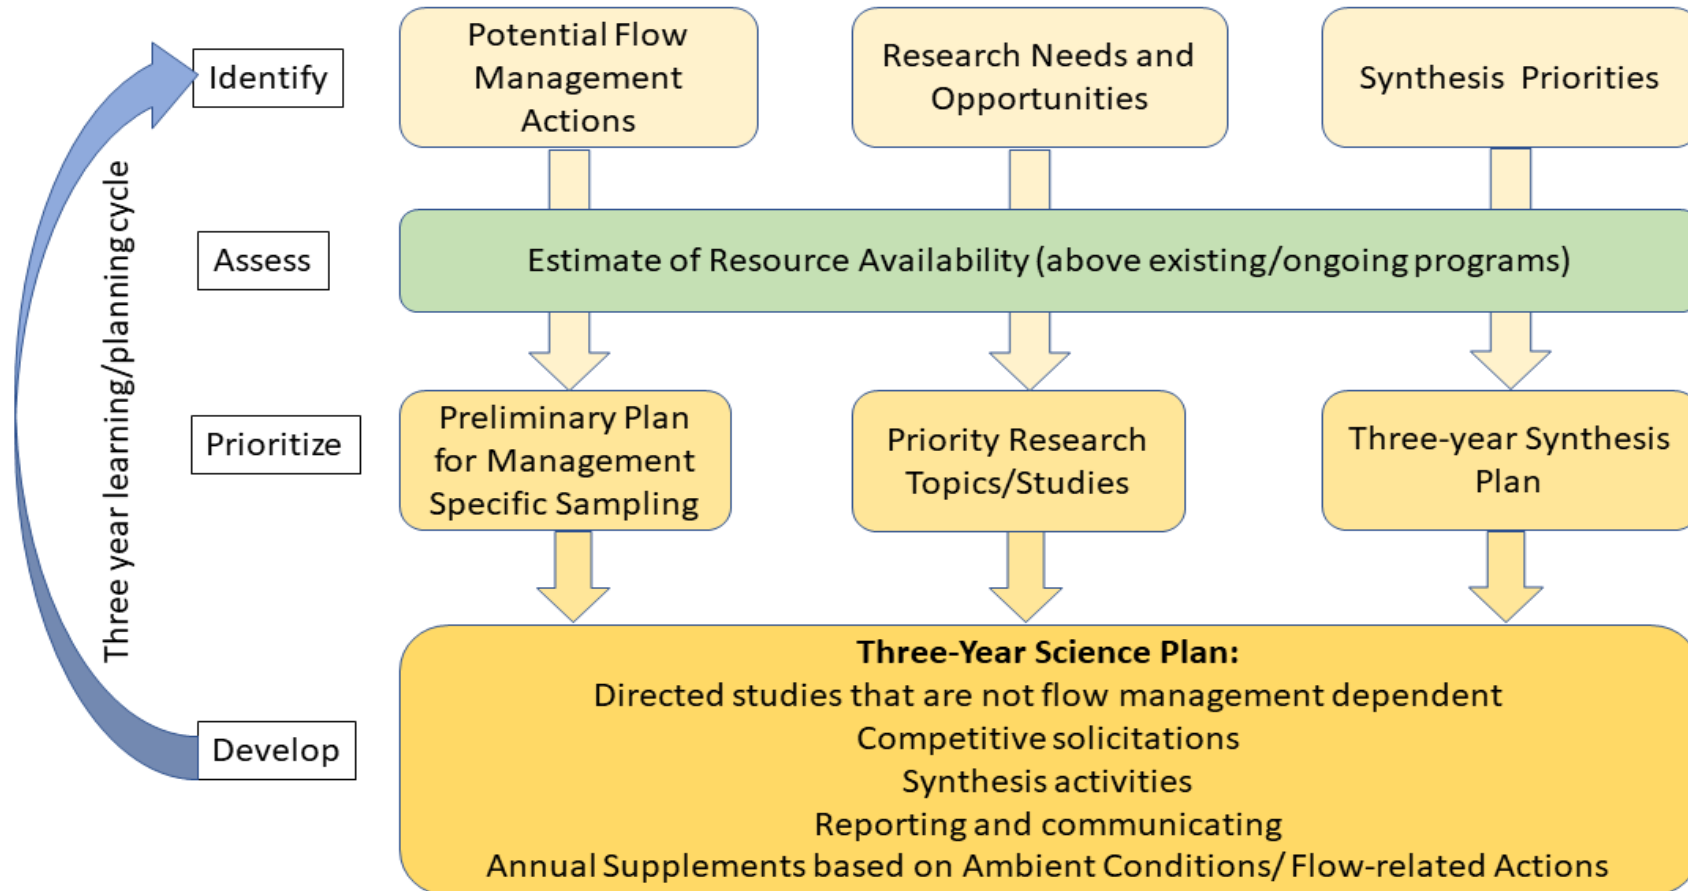 Identify
Potential Flow
Management
Actions
Research Needs and
Opportunities
Synthesis Priorities
Three year learning/planning cycle
Assess
Estimate of Resource Availability (above existing/ongoing programs)
Prioritize
Preliminary Plan
for Management
Specific Sampling
Priority Research
Topics/Studies
Three-year Synthesis
Plan
Develop
Three-Year Science Plan:
Directed studies that are not flow management dependent
Competitive solicitations
Synthesis activities
Reporting and communicating
Annual Supplements based on Ambient Conditions/ Flow-related Actions